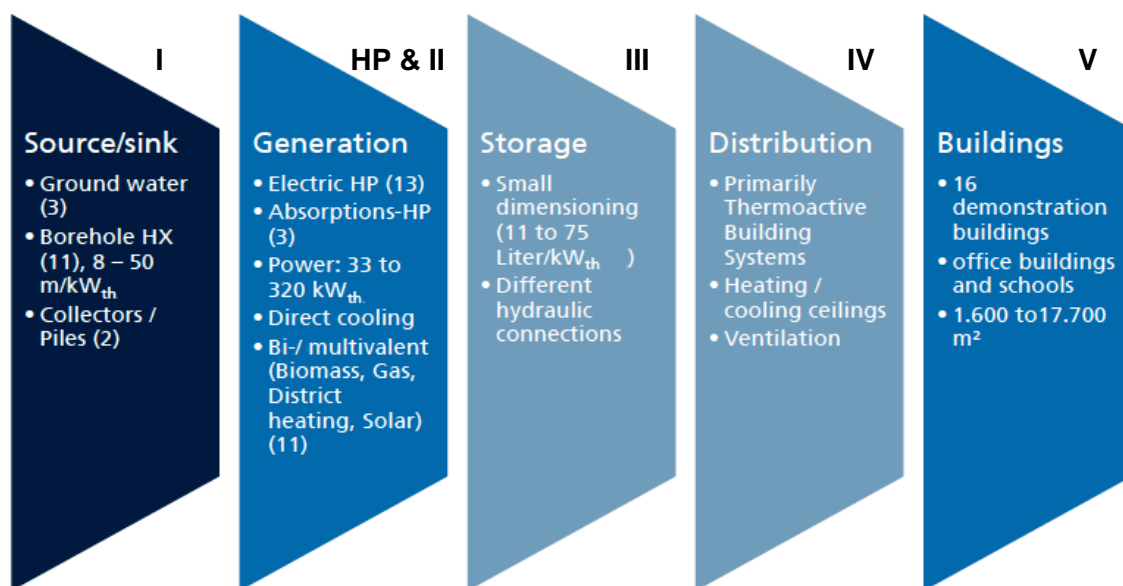 I
Source/sink
• Ground water
(3)
• Borehole HX
(11), 8 – 50
m/kWth.
• Collectors /
Piles (2)
HP & II
Generation
• Electric HP (13)
• Absorptions-HP
(3)
• Power: 33 to
320 kWth.
• Direct cooling
• Bi-/ multivalent
(Biomass, Gas,
District
heating, Solar)
(11)
III
Storage
• Small
dimensioning
(11 to 75
Liter/kWth )
• Different
hydraulic
connections
IV
Distribution
• Primarily
Thermoactive
Building
Systems
• Heating /
cooling ceilings
• Ventilation
V
Buildings
• 16
demonstration
buildings
• office buildings
and schools
• 1.600 to17.700
m²